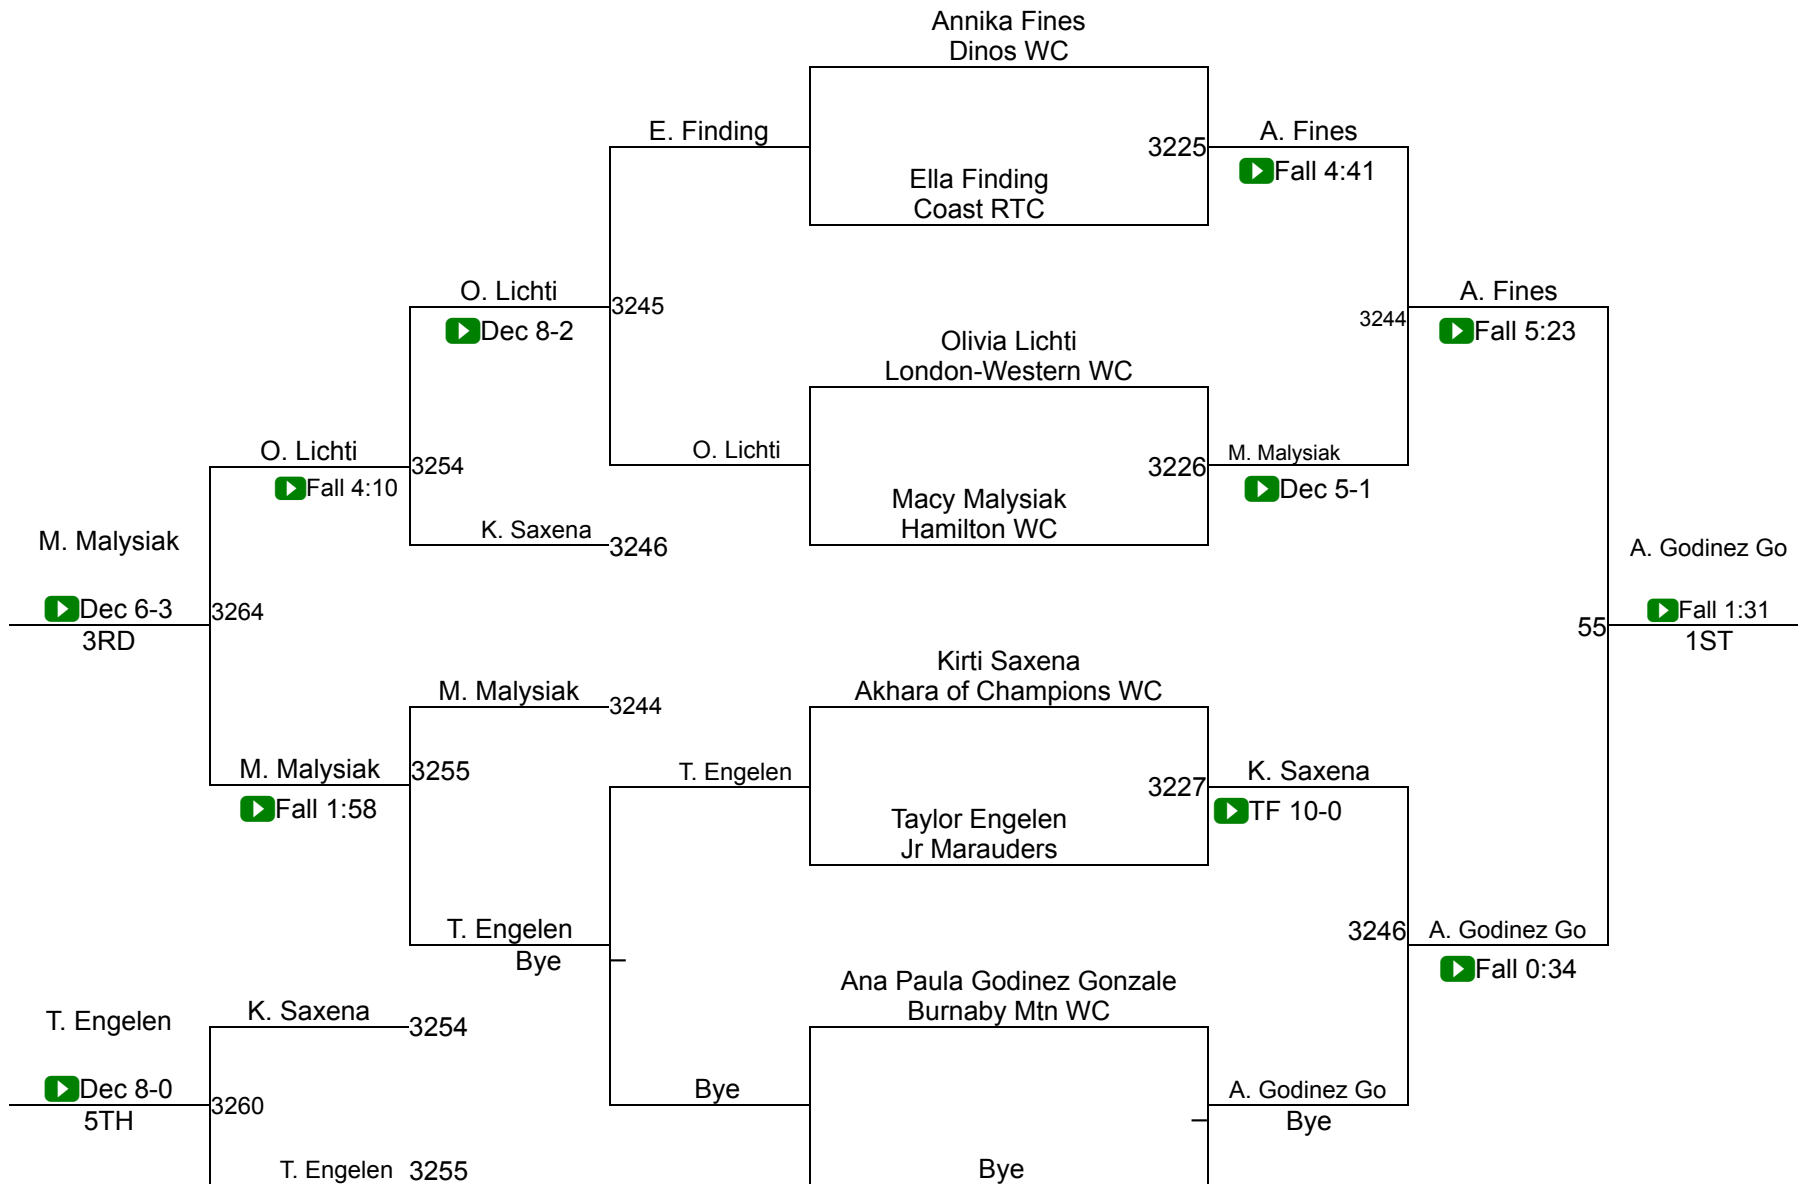 Annika Fines
Dinos WC
E. Finding
3225
A. Fines
Fall 4:41
Ella Finding
Coast RTC
O. Lichti
Dec 8-2
3245
3244
A. Fines
Fall 5:23
Olivia Lichti
London-Western WC
O. Lichti
Fall 4:10
3254
O. Lichti
3226
M. Malysiak
Dec 5-1
Macy Malysiak
Hamilton WC
K. Saxena
3246
M. Malysiak
Dec 6-3
3RD
3264
A. Godinez Go
Fall 1:31
1ST
55
Kirti Saxena
Akhara of Champions WC
M. Malysiak
3244
M. Malysiak
Fall 1:58
3255
T. Engelen
3227
K. Saxena
TF 10-0
Taylor Engelen
Jr Marauders
T. Engelen
Bye
3246
A. Godinez Go
Fall 0:34
Ana Paula Godinez Gonzale
Burnaby Mtn WC
T. Engelen
Dec 8-0
5TH
K. Saxena
3254
3260
Bye
A. Godinez Go
Bye
T. Engelen
3255
Bye